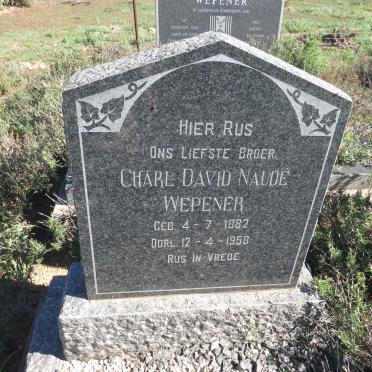 WEPENER
HIER RUS
ONS LIEFSTE BROER
CHARL DAVID NAUDÉ
WEPENER
GEB. 4-7-1882
OORL. 12-4-1958
RUS IN VREDE